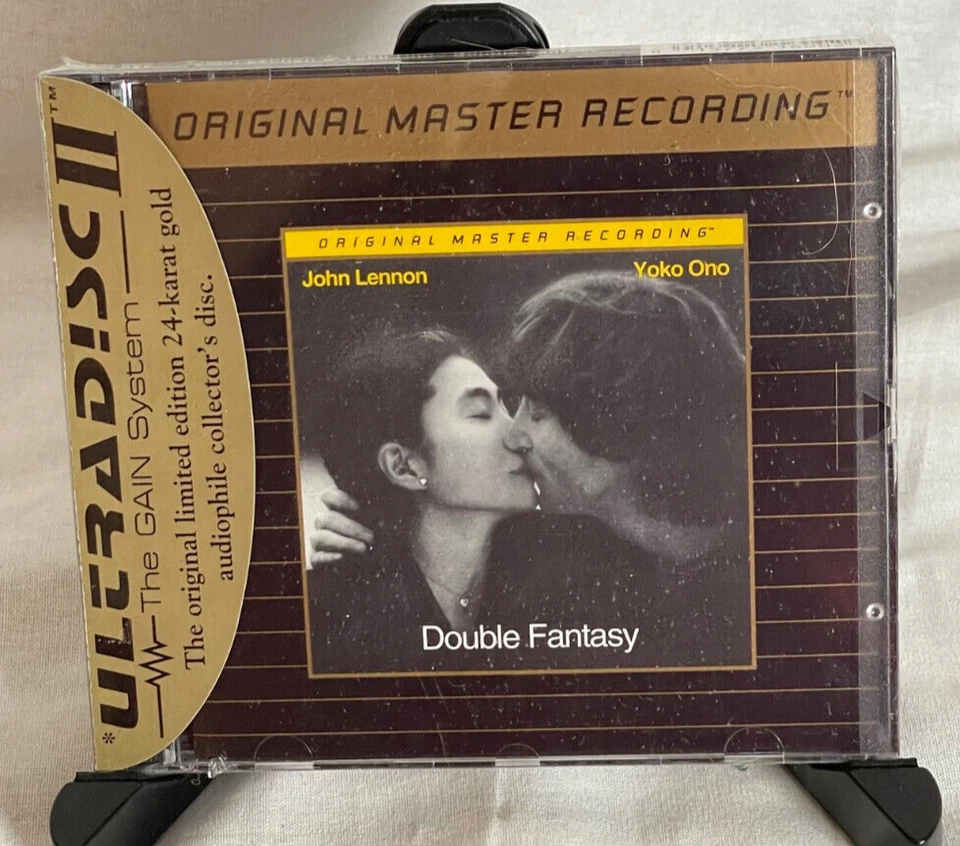 ORIGINAL MASTER RECORDING™
*ULTRADISC II™
The GAIN System
The original limited edition 24-karat gold
audiophile collector's disc.
ORIGINAL MASTER RECORDING™
John Lennon
Yoko Ono
Double Fantasy